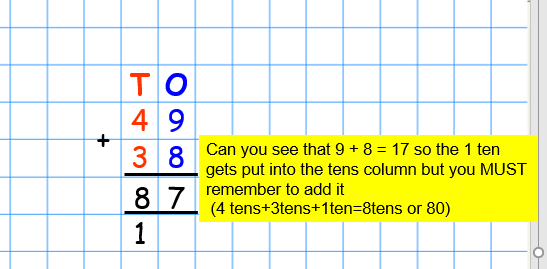 T O
4 9
+
3 8
8 7
1
Can you see that 9 + 8 = 17 so the 1 ten
gets put into the tens column but you MUST
remember to add it
(4 tens+3tens+1ten=8tens or 80)